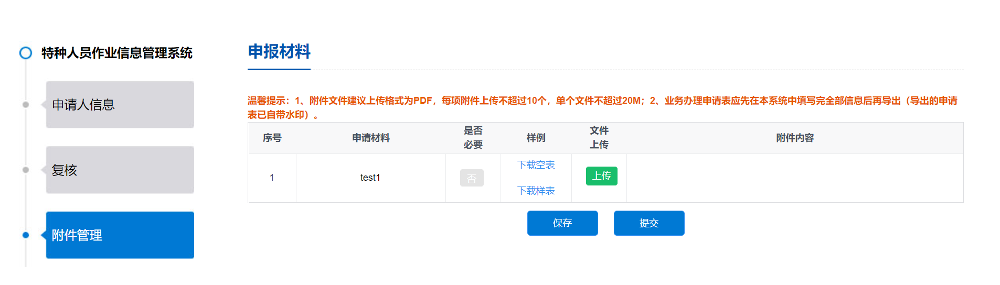 特种人员作业信息管理系统
申请人信息
复核
附件管理
申报材料
温馨提示：1、附件文件建议上传格式为PDF，每项附件上传不超过10个，单个文件不超过20M；2、业务办理申请表应先在本系统中填写完全部信息后再导出（导出的申请
表已自带水印）。
序号 申请材料 是否 必要 样例 文件 上传 附件内容
1 test1 否 下载空表 下载样表 上传
保存 提交